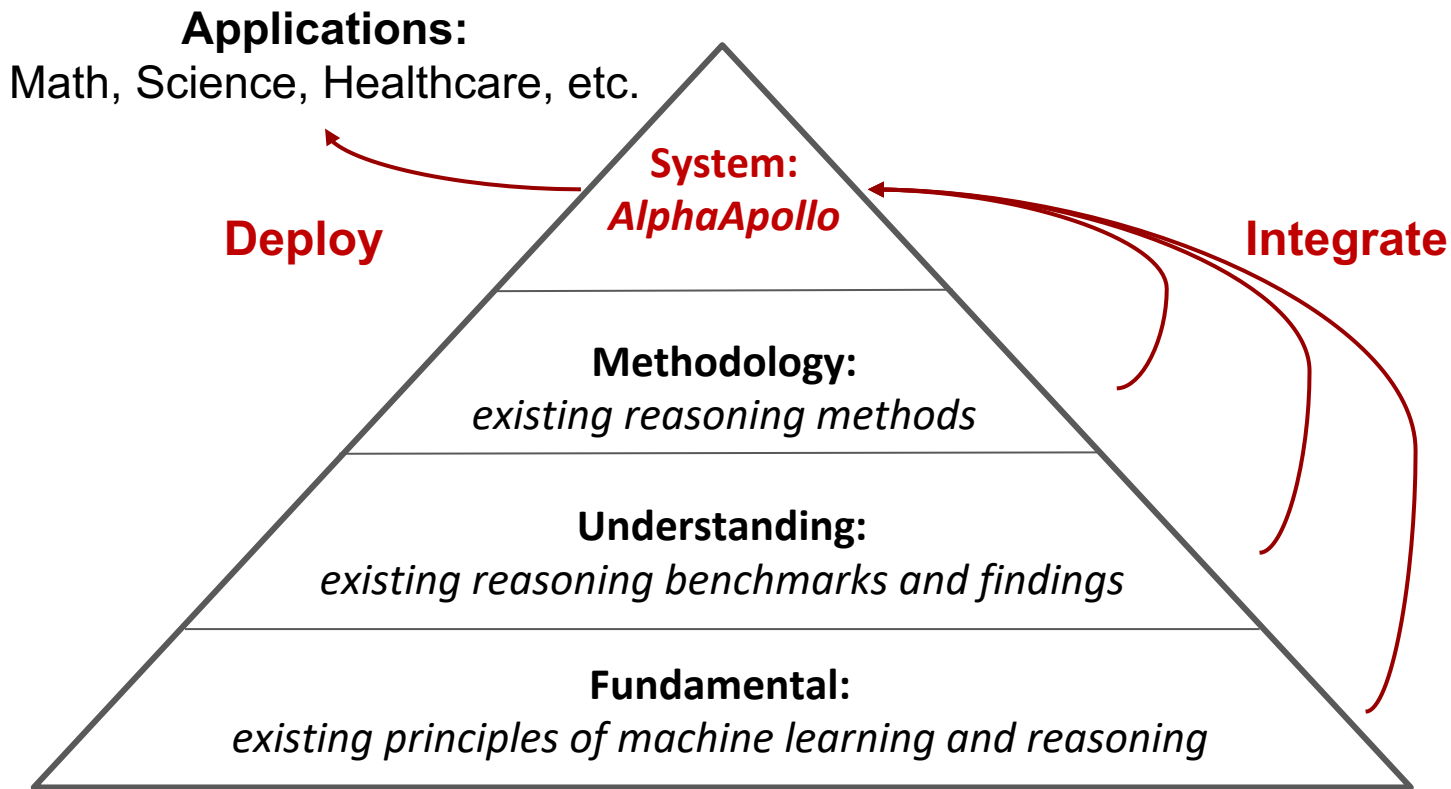 Applications:
Math, Science, Healthcare, etc.
System:
AlphaApollo
Deploy
Integrate
Methodology:
existing reasoning methods
Understanding:
existing reasoning benchmarks and findings
Fundamental:
existing principles of machine learning and reasoning